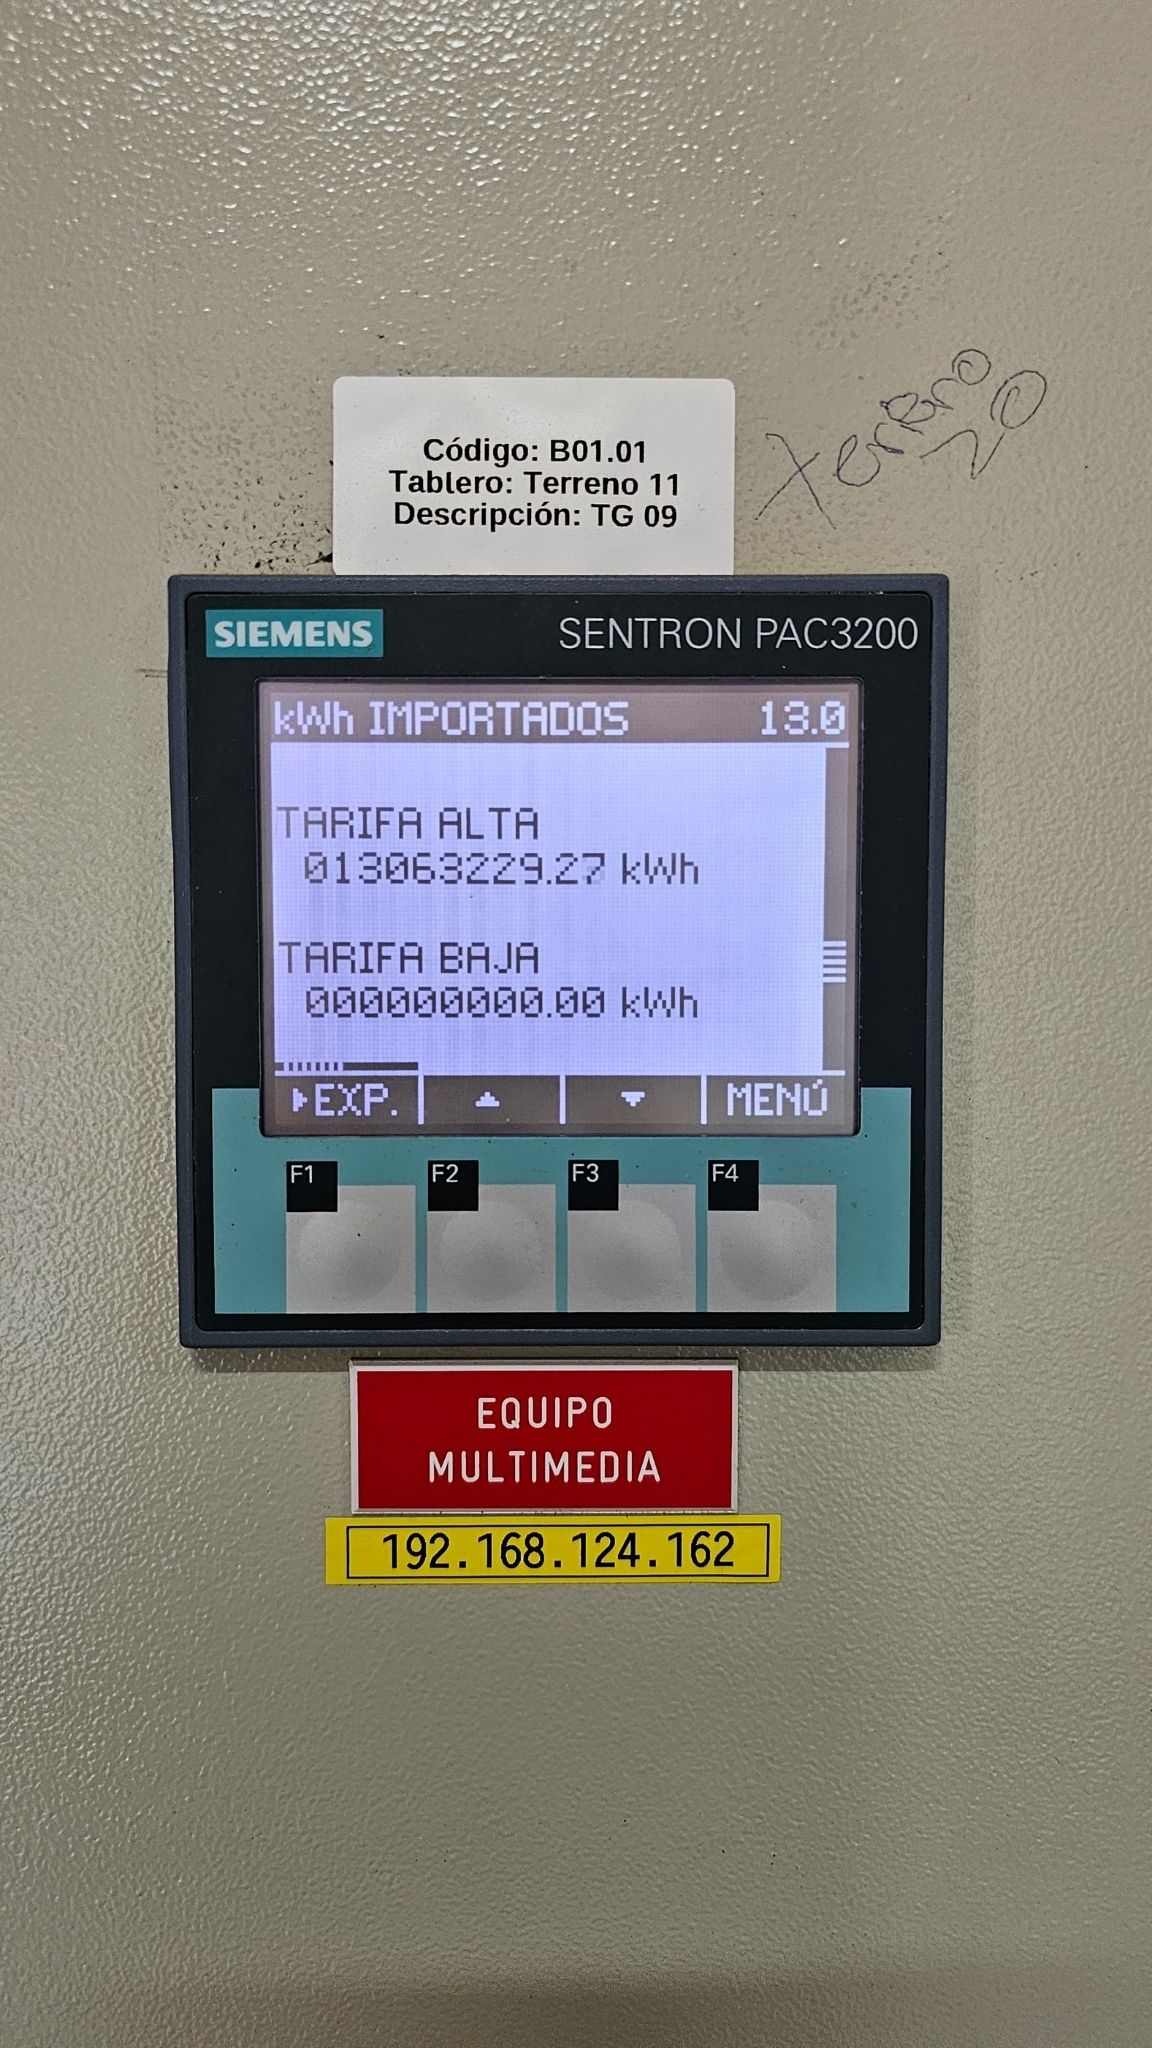 Código: B01.01
Tablero: Terreno 11
Descripción: TG 09
SIEMENS
SENTRON PAC3200
kWh IMPORTADOS 13.0
TARIFA ALTA
013063229.27 kWh
TARIFA BAJA
000000000.00 kWh
EXP.
MENÚ
F1
F2
F3
F4
EQUIPO
MULTIMEDIA
192.168.124.162